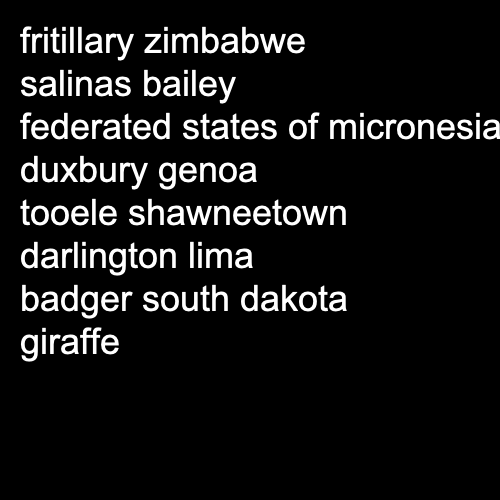 fritillary zimbabwe
salinas bailey
federated states of micronesia
duxbury genoa
tooele shawneetown
darlington lima
badger south dakota
giraffe